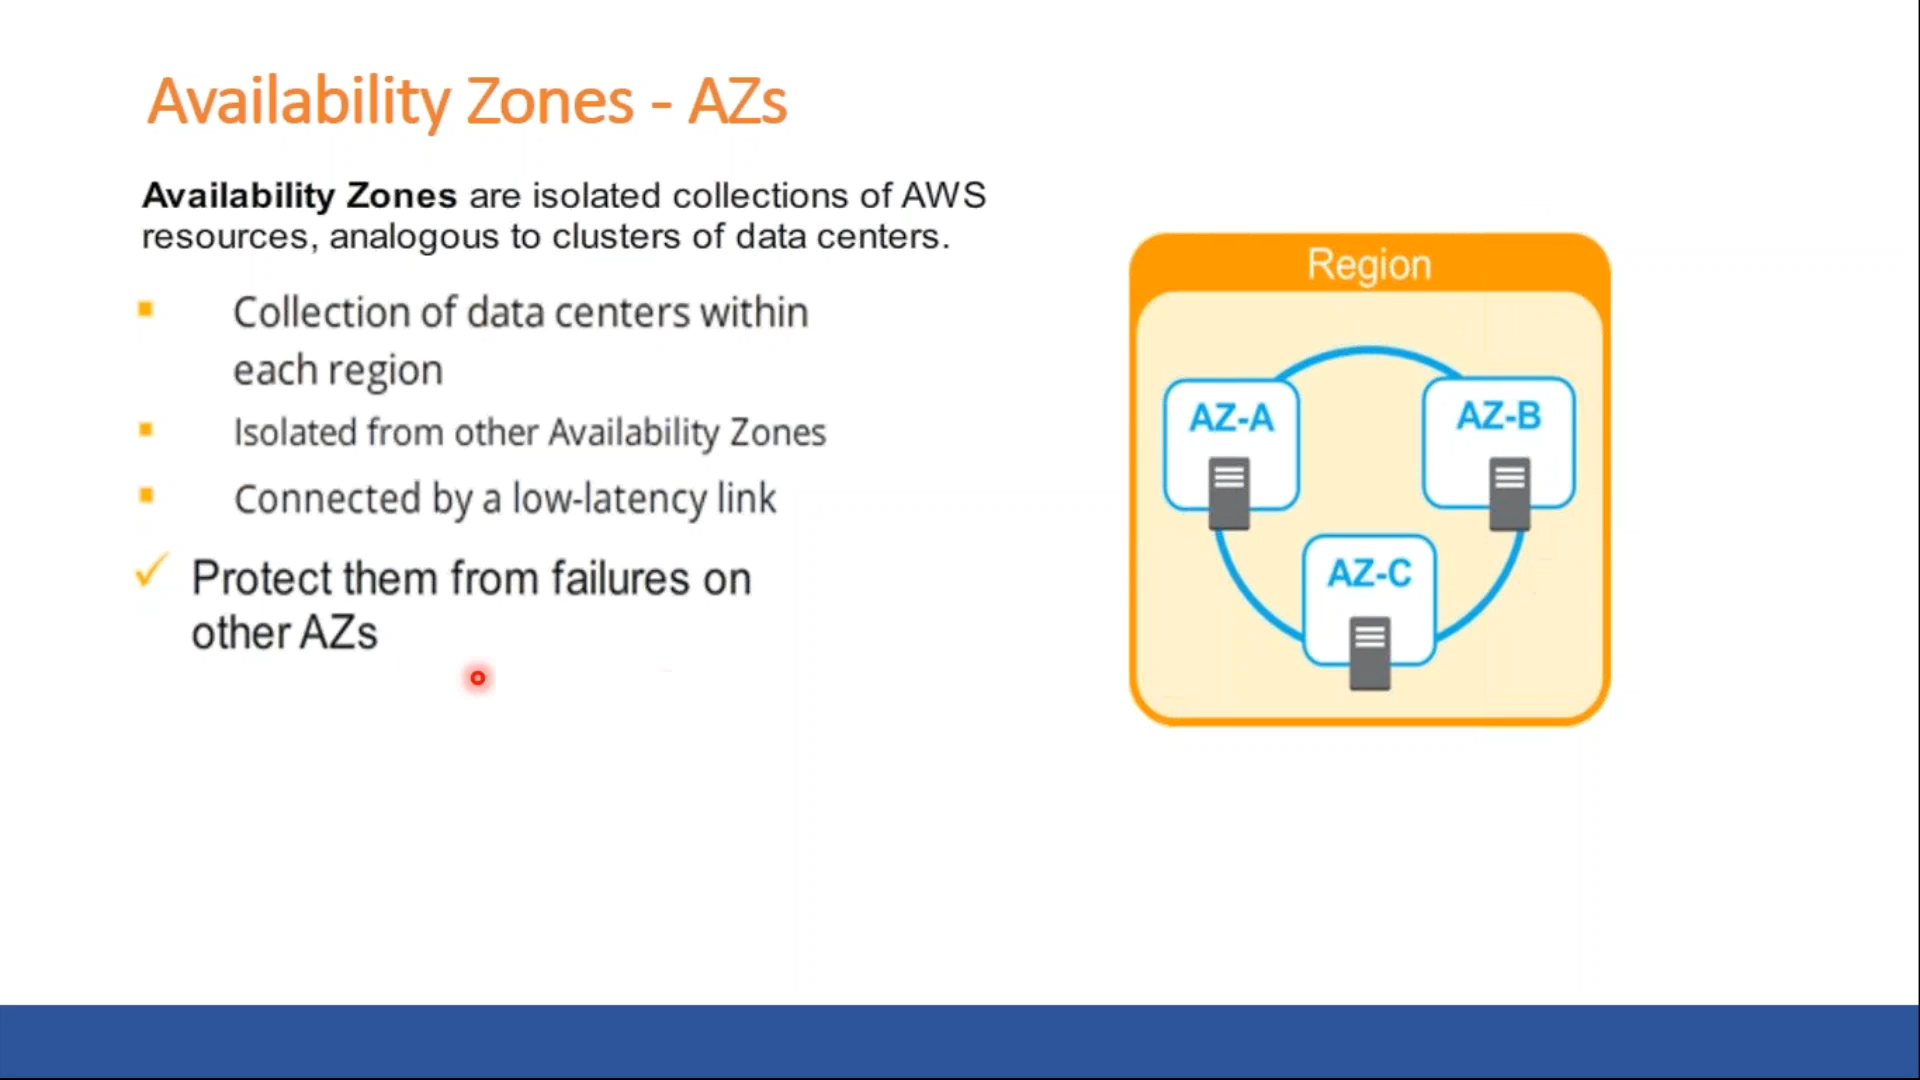 Availability Zones - AZs
Availability Zones are isolated collections of AWS
resources, analogous to clusters of data centers.
Collection of data centers within
each region
Isolated from other Availability Zones
Connected by a low-latency link
Protect them from failures on
other AZs
Region
AZ-A
AZ-B
AZ-C